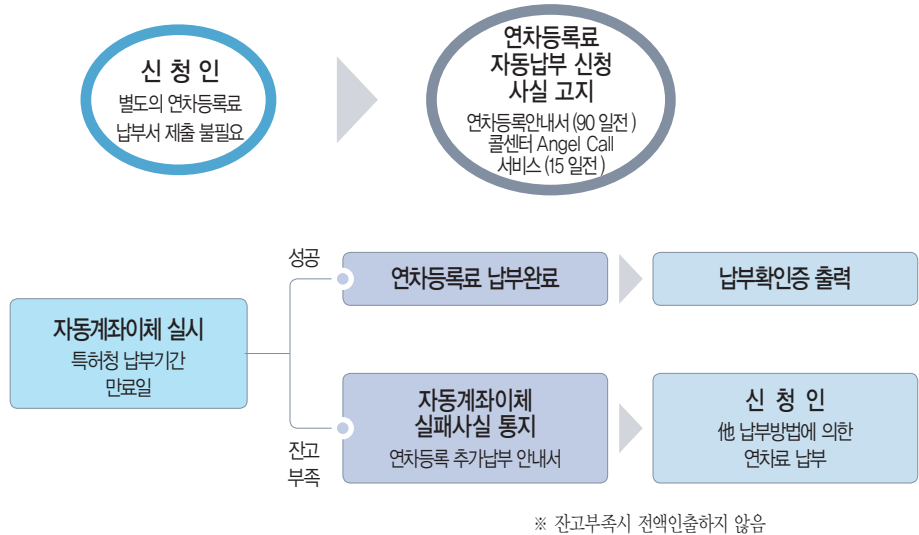 신 청 인
별도의 연차등록료
납부서 제출 불필요
연차등록료
자동납부 신청
사실 고지
연차등록안내서 (90 일전 )
콜센터 Angel Call
서비스 (15 일전 )
자동계좌이체 실시
특허청 납부기간
만료일
성공
연차등록료 납부완료
납부확인증 출력
잔고
부족
자동계좌이체
실패사실 통지
연차등록 추가납부 안내서
신 청 인
他 납부방법에 의한
연차료 납부
※ 잔고부족시 전액인출하지 않음